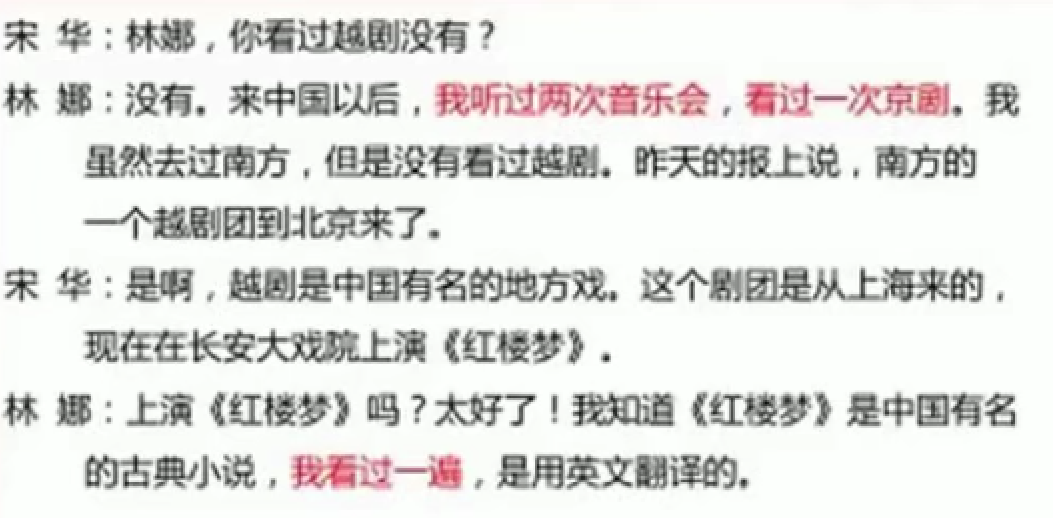 宋 华：林娜，你看过越剧没有？
林 娜：没有。来中国以后，我听过两次音乐会，看过一次京剧。我
虽然去过南方，但是没有看过越剧。昨天的报上说，南方的
一个越剧团到北京来了。
宋 华：是啊，越剧是中国有名的地方戏。这个剧团是从上海来的，
现在在长安大戏院上演《红楼梦》。
林 娜：上演《红楼梦》吗？太好了！我知道《红楼梦》是中国有名
的古典小说，我看过一遍，是用英文翻译的。